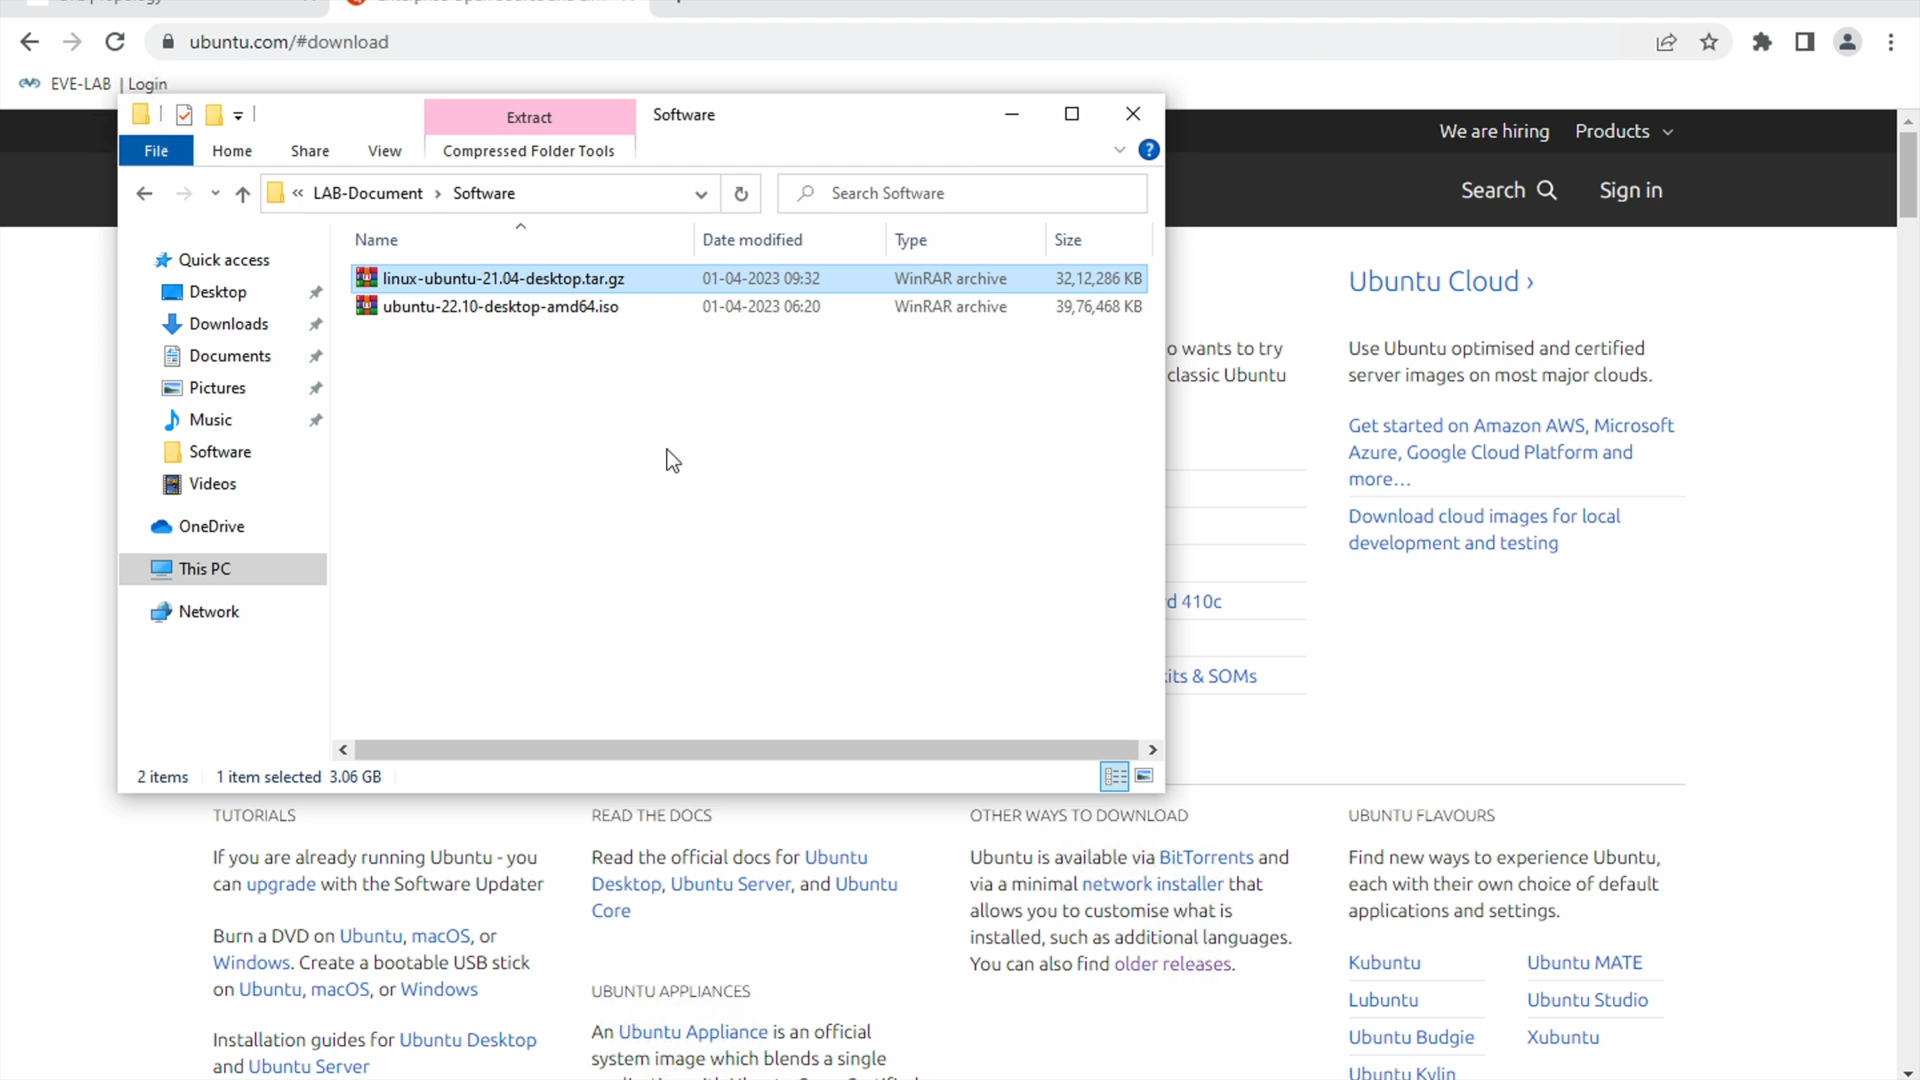 ubuntu.com/#download
EVE-LAB | Login
Extract
Software
File
Home
Share
View
Compressed Folder Tools
?
« LAB-Document › Software
Search Software
We are hiring
Products
Search
Sign in
Name
Date modified
Type
Size
linux-ubuntu-21.04-desktop.tar.gz
01-04-2023 09:32
WinRAR archive
32,12,286 KB
ubuntu-22.10-desktop-amd64.iso
01-04-2023 06:20
WinRAR archive
39,76,468 KB
Quick access
Desktop
Downloads
Documents
Pictures
Music
Software
Videos
OneDrive
This PC
Network
2 items
1 item selected 3.06 GB
o wants to try
classic Ubuntu
d 410c
kits & SOMs
Ubuntu Cloud ›
Use Ubuntu optimised and certified
server images on most major clouds.
Get started on Amazon AWS, Microsoft
Azure, Google Cloud Platform and
more…
Download cloud images for local
development and testing
TUTORIALS
If you are already running Ubuntu - you
can upgrade with the Software Updater
Burn a DVD on Ubuntu, macOS, or
Windows. Create a bootable USB stick
on Ubuntu, macOS, or Windows
Installation guides for Ubuntu Desktop
and Ubuntu Server
READ THE DOCS
Read the official docs for Ubuntu
Desktop, Ubuntu Server, and Ubuntu
Core
UBUNTU APPLIANCES
An Ubuntu Appliance is an official
system image which blends a single
OTHER WAYS TO DOWNLOAD
Ubuntu is available via BitTorrents and
via a minimal network installer that
allows you to customise what is
installed, such as additional languages.
You can also find older releases.
UBUNTU FLAVOURS
Find new ways to experience Ubuntu,
each with their own choice of default
applications and settings.
Kubuntu
Ubuntu MATE
Lubuntu
Ubuntu Studio
Ubuntu Budgie
Xubuntu
Ubuntu Kylin